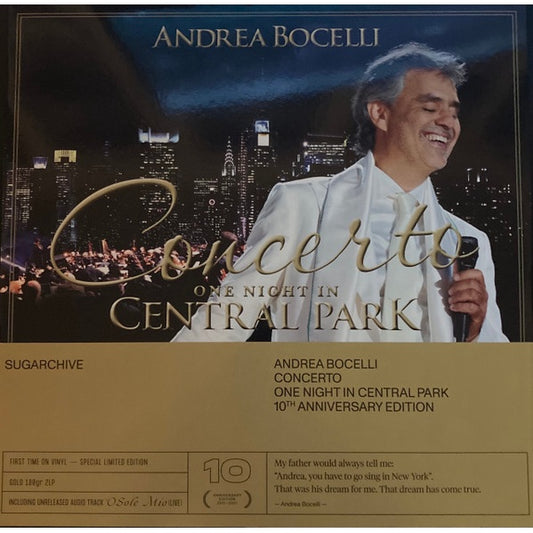 ANDREA BOCELLI
Concerto
ONE NIGHT IN
CENTRAL PARK
SUGARCHIVE
ANDREA BOCELLI
CONCERTO
ONE NIGHT IN CENTRAL PARK
10TH ANNIVERSARY EDITION
FIRST TIME ON VINYL — SPECIAL LIMITED EDITION
GOLD 180gr 2LP
INCLUDING UNRELEASED AUDIO TRACK 'O Sole Mio (LIVE)
10
ANNIVERSARY
EDITION
My father would always tell me:
"Andrea, you have to go sing in New York".
That was his dream for me. That dream has come true.
— Andrea Bocelli —